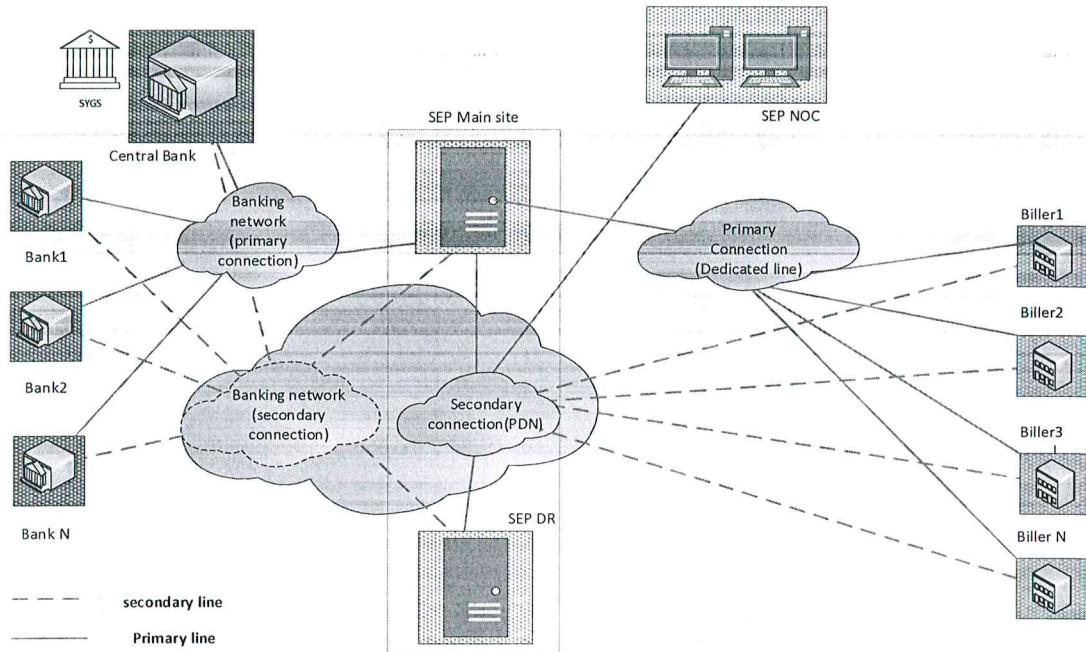 $
SYGS
Central Bank
SEP Main site
SEP NOC
Bank1
Banking
network
(primary
connection)
Primary
Connection
(Dedicated line)
Biller1
Bank2
Biller2
Banking network
(secondary
connection)
Secondary
connection(PDN)
Biller3
Bank N
SEP DR
Biller N
secondary line
Primary line